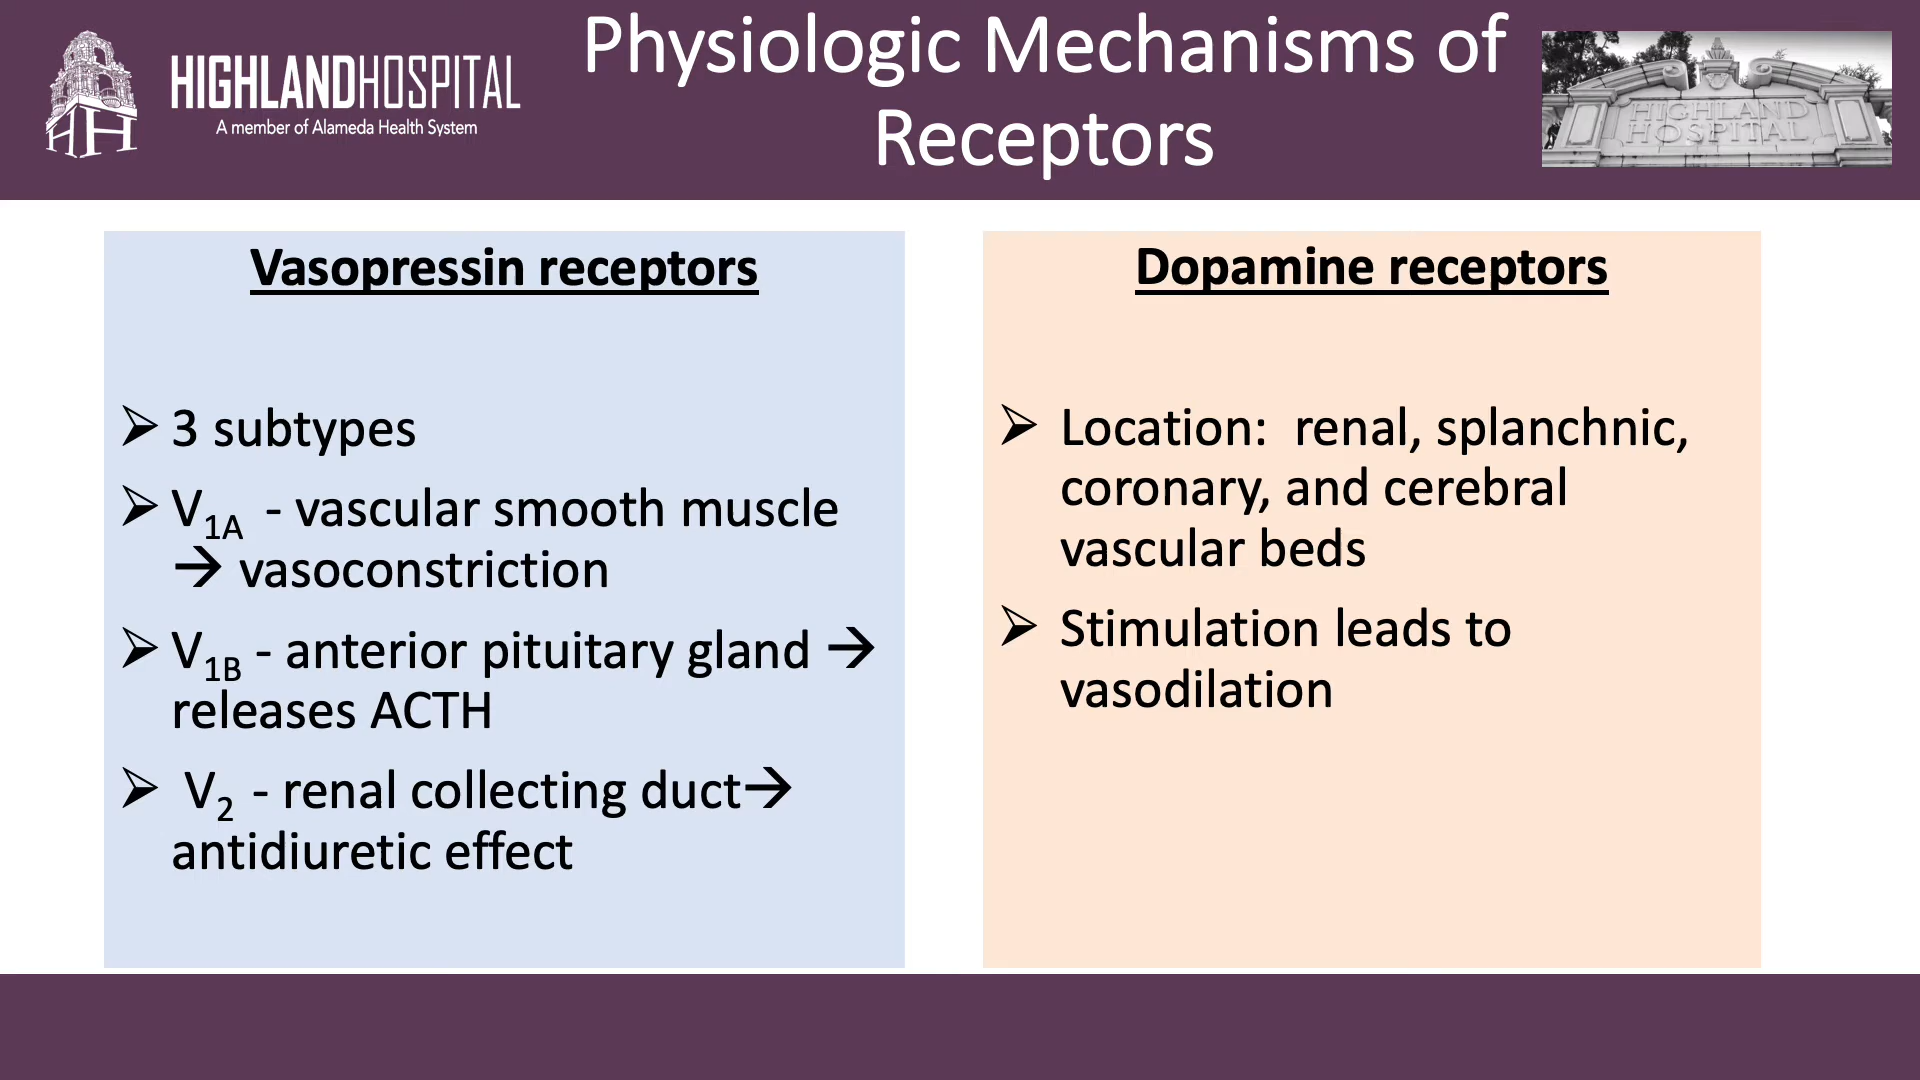 HIGHLANDHOSPITAL
A member of Alameda Health System
Physiologic Mechanisms of
Receptors
HIGHLAND
HOSPITAL
Vasopressin receptors
➢ 3 subtypes
➢ V1A - vascular smooth muscle
→ vasoconstriction
➢ V1B - anterior pituitary gland →
releases ACTH
➢ V2 - renal collecting duct→
antidiuretic effect
Dopamine receptors
➢ Location: renal, splanchnic,
coronary, and cerebral
vascular beds
➢ Stimulation leads to
vasodilation